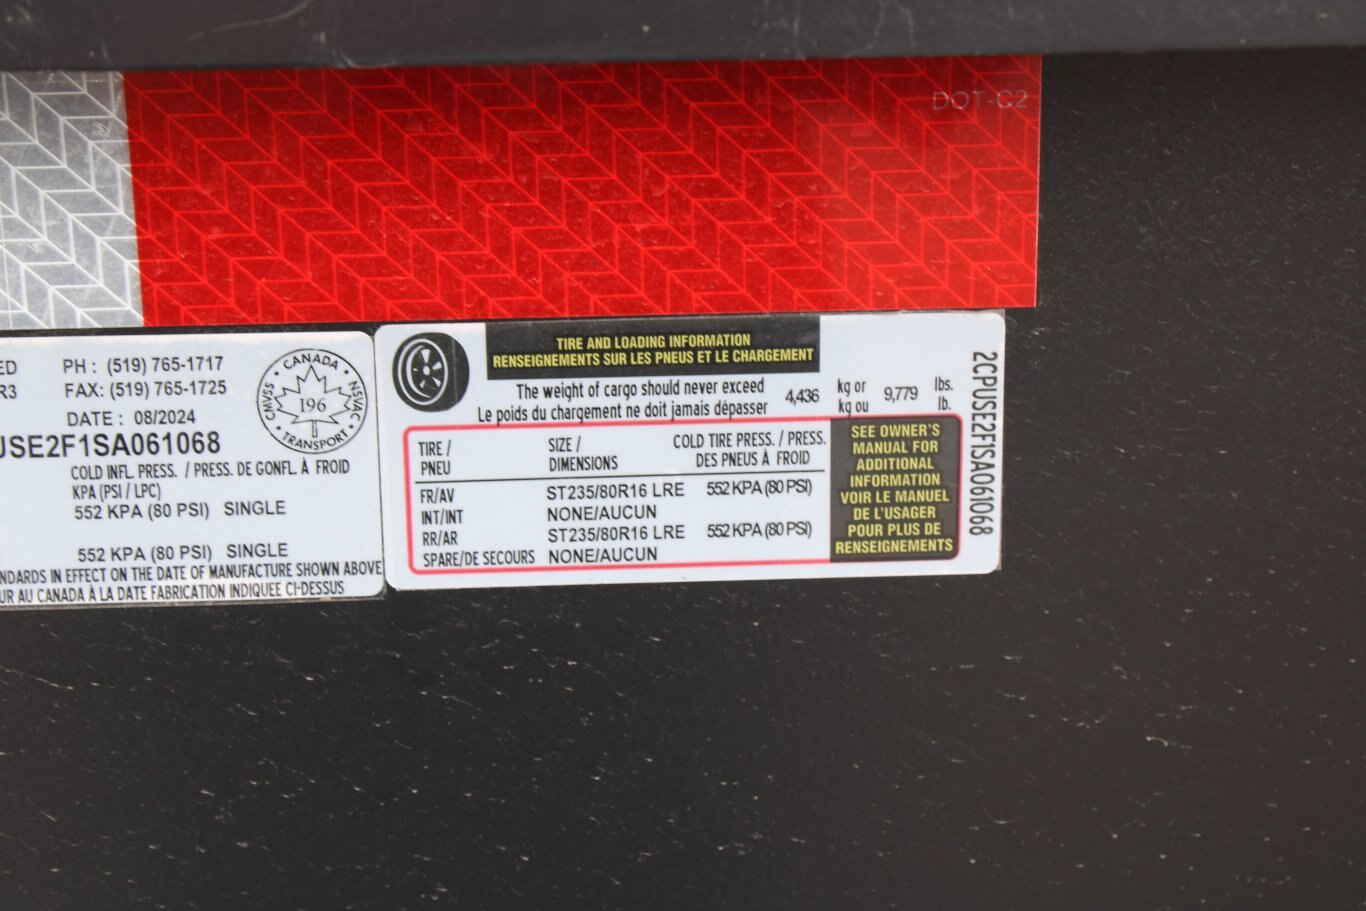 DOT-C2
ED PH : (519) 765-1717
R3 FAX: (519) 765-1725
DATE : 08/2024
USE2F1SA061068
COLD INFL. PRESS. / PRESS. DE GONFL. À FROID
KPA (PSI / LPC)
552 KPA (80 PSI) SINGLE
552 KPA (80 PSI) SINGLE
NDARDS IN EFFECT ON THE DATE OF MANUFACTURE SHOWN ABOVE
UR AU CANADA À LA DATE FABRICATION INDIQUEE CI-DESSUS
CANADA
CMVSS NSVAC
196
TRANSPORT
TIRE AND LOADING INFORMATION
RENSEIGNEMENTS SUR LES PNEUS ET LE CHARGEMENT
The weight of cargo should never exceed 4,436 kg or 9,779 lbs.
Le poids du chargement ne doit jamais dépasser kg ou lb.
TIRE / SIZE / COLD TIRE PRESS. / PRESS.
PNEU DIMENSIONS DES PNEUS À FROID
FR/AV ST235/80R16 LRE 552 KPA (80 PSI)
INT/INT NONE/AUCUN
RR/AR ST235/80R16 LRE 552 KPA (80 PSI)
SPARE/DE SECOURS NONE/AUCUN
SEE OWNER'S
MANUAL FOR
ADDITIONAL
INFORMATION
VOIR LE MANUEL
DE L'USAGER
POUR PLUS DE
RENSEIGNEMENTS
2CPUSE2F1SA061068